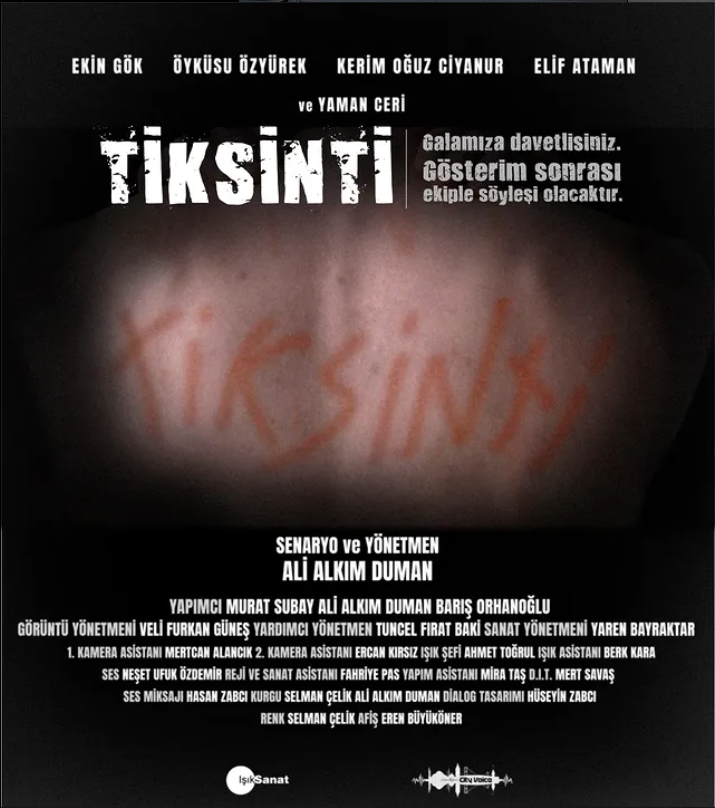 EKİN GÖK ÖYKÜSU ÖZYÜREK KERİM OĞUZ CİYANUR ELİF ATAMAN
ve YAMAN CERİ
TİKSİNTİ
Galamıza davetlisiniz.
Gösterim sonrası
ekiple söyleşi olacaktır.
TİKSİNTİ
SENARYO ve YÖNETMEN
ALİ ALKIM DUMAN
YAPIMCI MURAT SUBAY ALİ ALKIM DUMAN BARIŞ ORHANOĞLU
GÖRÜNTÜ YÖNETMENİ VELİ FURKAN GÜNEŞ YARDIMCI YÖNETMEN TUNCEL FIRAT BAKİ SANAT YÖNETMENİ YAREN BAYRAKTAR
1. KAMERA ASİSTANI MERTCAN ALANCIK 2. KAMERA ASİSTANI ERCAN KIRSIZ IŞIK ŞEFİ AHMET TOĞRUL IŞIK ASİSTANI BERK KARA
SES NEŞET UFUK ÖZDEMİR REJİ VE SANAT ASİSTANI FAHRİYE PAS YAPIM ASİSTANI MİRA TAŞ D.I.T. MERT SAVAŞ
SES MİKSAJI HASAN ZABCI KURGU SELMAN ÇELİK ALİ ALKIM DUMAN DİALOG TASARIMI HÜSEYİN ZABCI
RENK SELMAN ÇELİK AFİŞ EREN BÜYÜKÖNER
IşıkSanat
City Voice